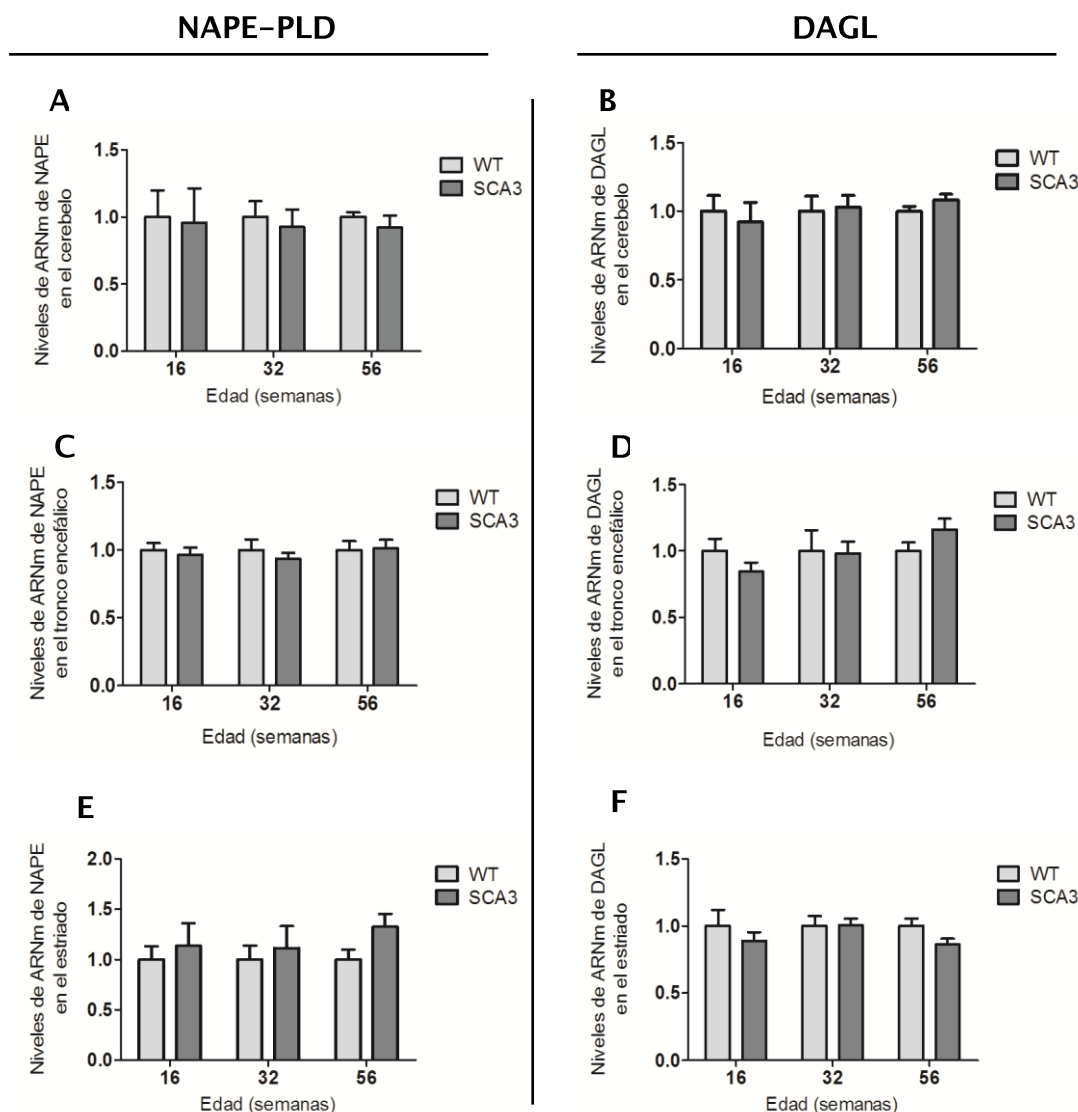 NAPE–PLD
DAGL
A
Niveles de ARNm de NAPE
en el cerebelo
1.5
1.0
0.5
0.0
16
32
56
Edad (semanas)
WT
SCA3
B
Niveles de ARNm de DAGL
en el cerebelo
1.5
1.0
0.5
0.0
16
32
56
Edad (semanas)
WT
SCA3
C
Niveles de ARNm de NAPE
en el tronco encefálico
1.5
1.0
0.5
0.0
16
32
56
Edad (semanas)
WT
SCA3
D
Niveles de ARNm de DAGL
en el tronco encefálico
1.5
1.0
0.5
0.0
16
32
56
Edad (semanas)
WT
SCA3
E
Niveles de ARNm de NAPE
en el estriado
2.0
1.5
1.0
0.5
0.0
16
32
56
Edad (semanas)
WT
SCA3
F
Niveles de ARNm de DAGL
en el estriado
1.5
1.0
0.5
0.0
16
32
56
Edad (semanas)
WT
SCA3